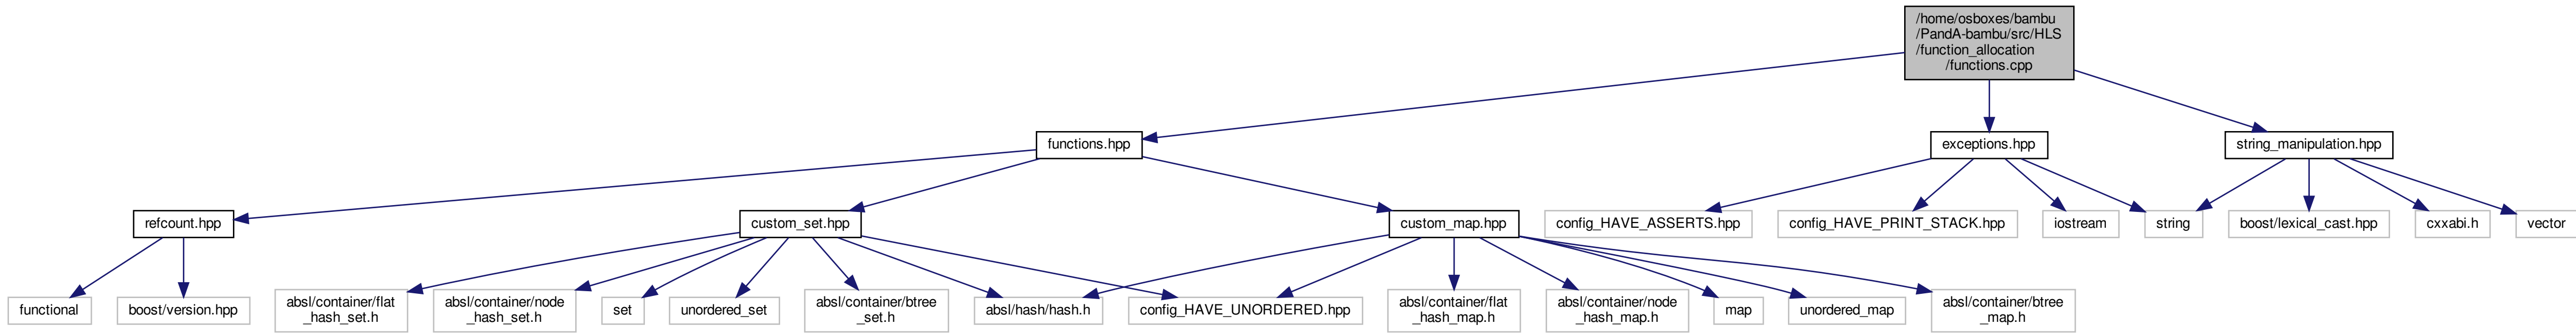 /home/osboxes/bambu
/PandA-bambu/src/HLS
/function_allocation
/functions.cpp
functions.hpp
exceptions.hpp
string_manipulation.hpp
refcount.hpp
custom_set.hpp
custom_map.hpp
config_HAVE_ASSERTS.hpp
config_HAVE_PRINT_STACK.hpp
iostream
string
boost/lexical_cast.hpp
cxxabi.h
vector
functional
boost/version.hpp
absl/container/flat
_hash_set.h
absl/container/node
_hash_set.h
set
unordered_set
absl/container/btree
_set.h
absl/hash/hash.h
config_HAVE_UNORDERED.hpp
absl/container/flat
_hash_map.h
absl/container/node
_hash_map.h
map
unordered_map
absl/container/btree
_map.h